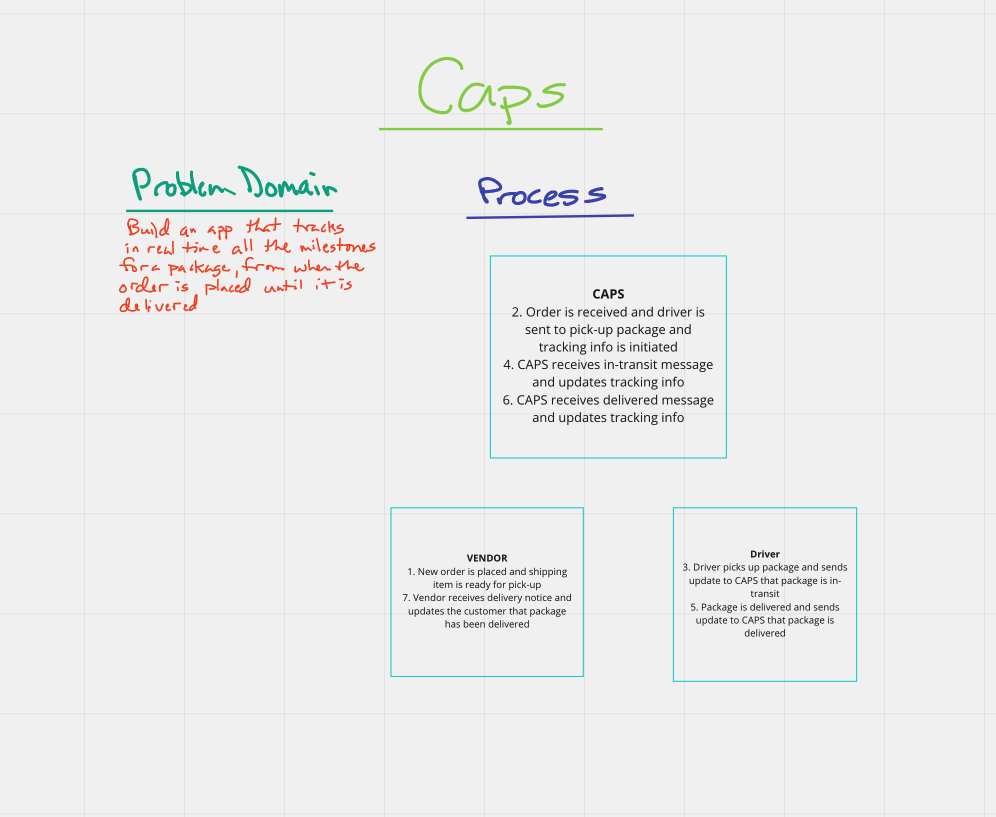 Caps
Problem Domain
Build an app that tracks
in real time all the milestones
for a package, from when the
order is placed until it is
delivered
Process
CAPS
2. Order is received and driver is
sent to pick-up package and
tracking info is initiated
4. CAPS receives in-transit message
and updates tracking info
6. CAPS receives delivered message
and updates tracking info
VENDOR
1. New order is placed and shipping
item is ready for pick-up
7. Vendor receives delivery notice and
updates the customer that package
has been delivered
Driver
3. Driver picks up package and sends
update to CAPS that package is in-
transit
5. Package is delivered and sends
update to CAPS that package is
delivered